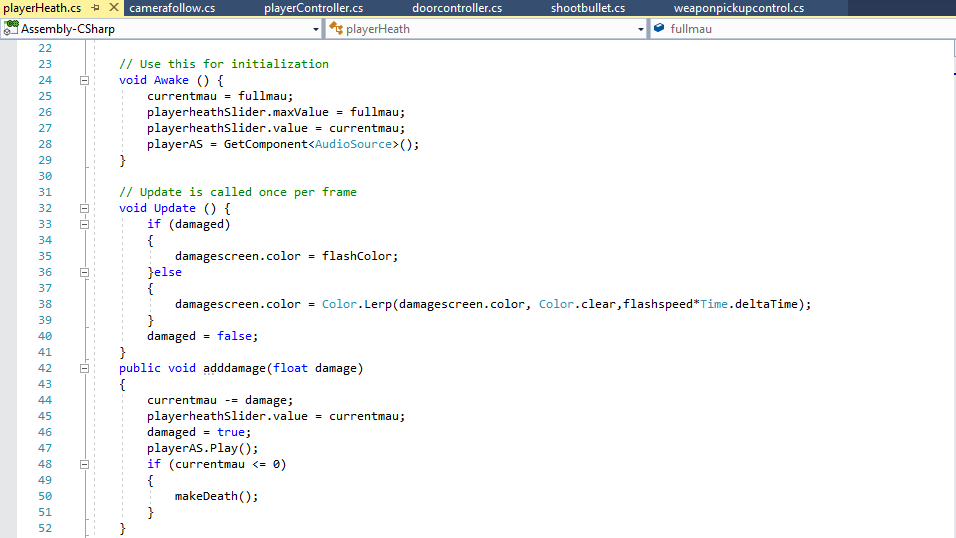 playerHeath.cs camerafollow.cs playerController.cs doorcontroller.cs shootbullet.cs weaponpickupcontrol.cs
Assembly-CSharp playerHeath fullmau
22
23 // Use this for initialization
24 void Awake () {
25 currentmau = fullmau;
26 playerheathSlider.maxValue = fullmau;
27 playerheathSlider.value = currentmau;
28 playerAS = GetComponent<AudioSource>();
29 }
30
31 // Update is called once per frame
32 void Update () {
33 if (damaged)
34 {
35 damagescreen.color = flashColor;
36 }else
37 {
38 damagescreen.color = Color.Lerp(damagescreen.color, Color.clear,flashspeed*Time.deltaTime);
39 }
40 damaged = false;
41 }
42 public void adddamage(float damage)
43 {
44 currentmau -= damage;
45 playerheathSlider.value = currentmau;
46 damaged = true;
47 playerAS.Play();
48 if (currentmau <= 0)
49 {
50 makeDeath();
51 }
52 }